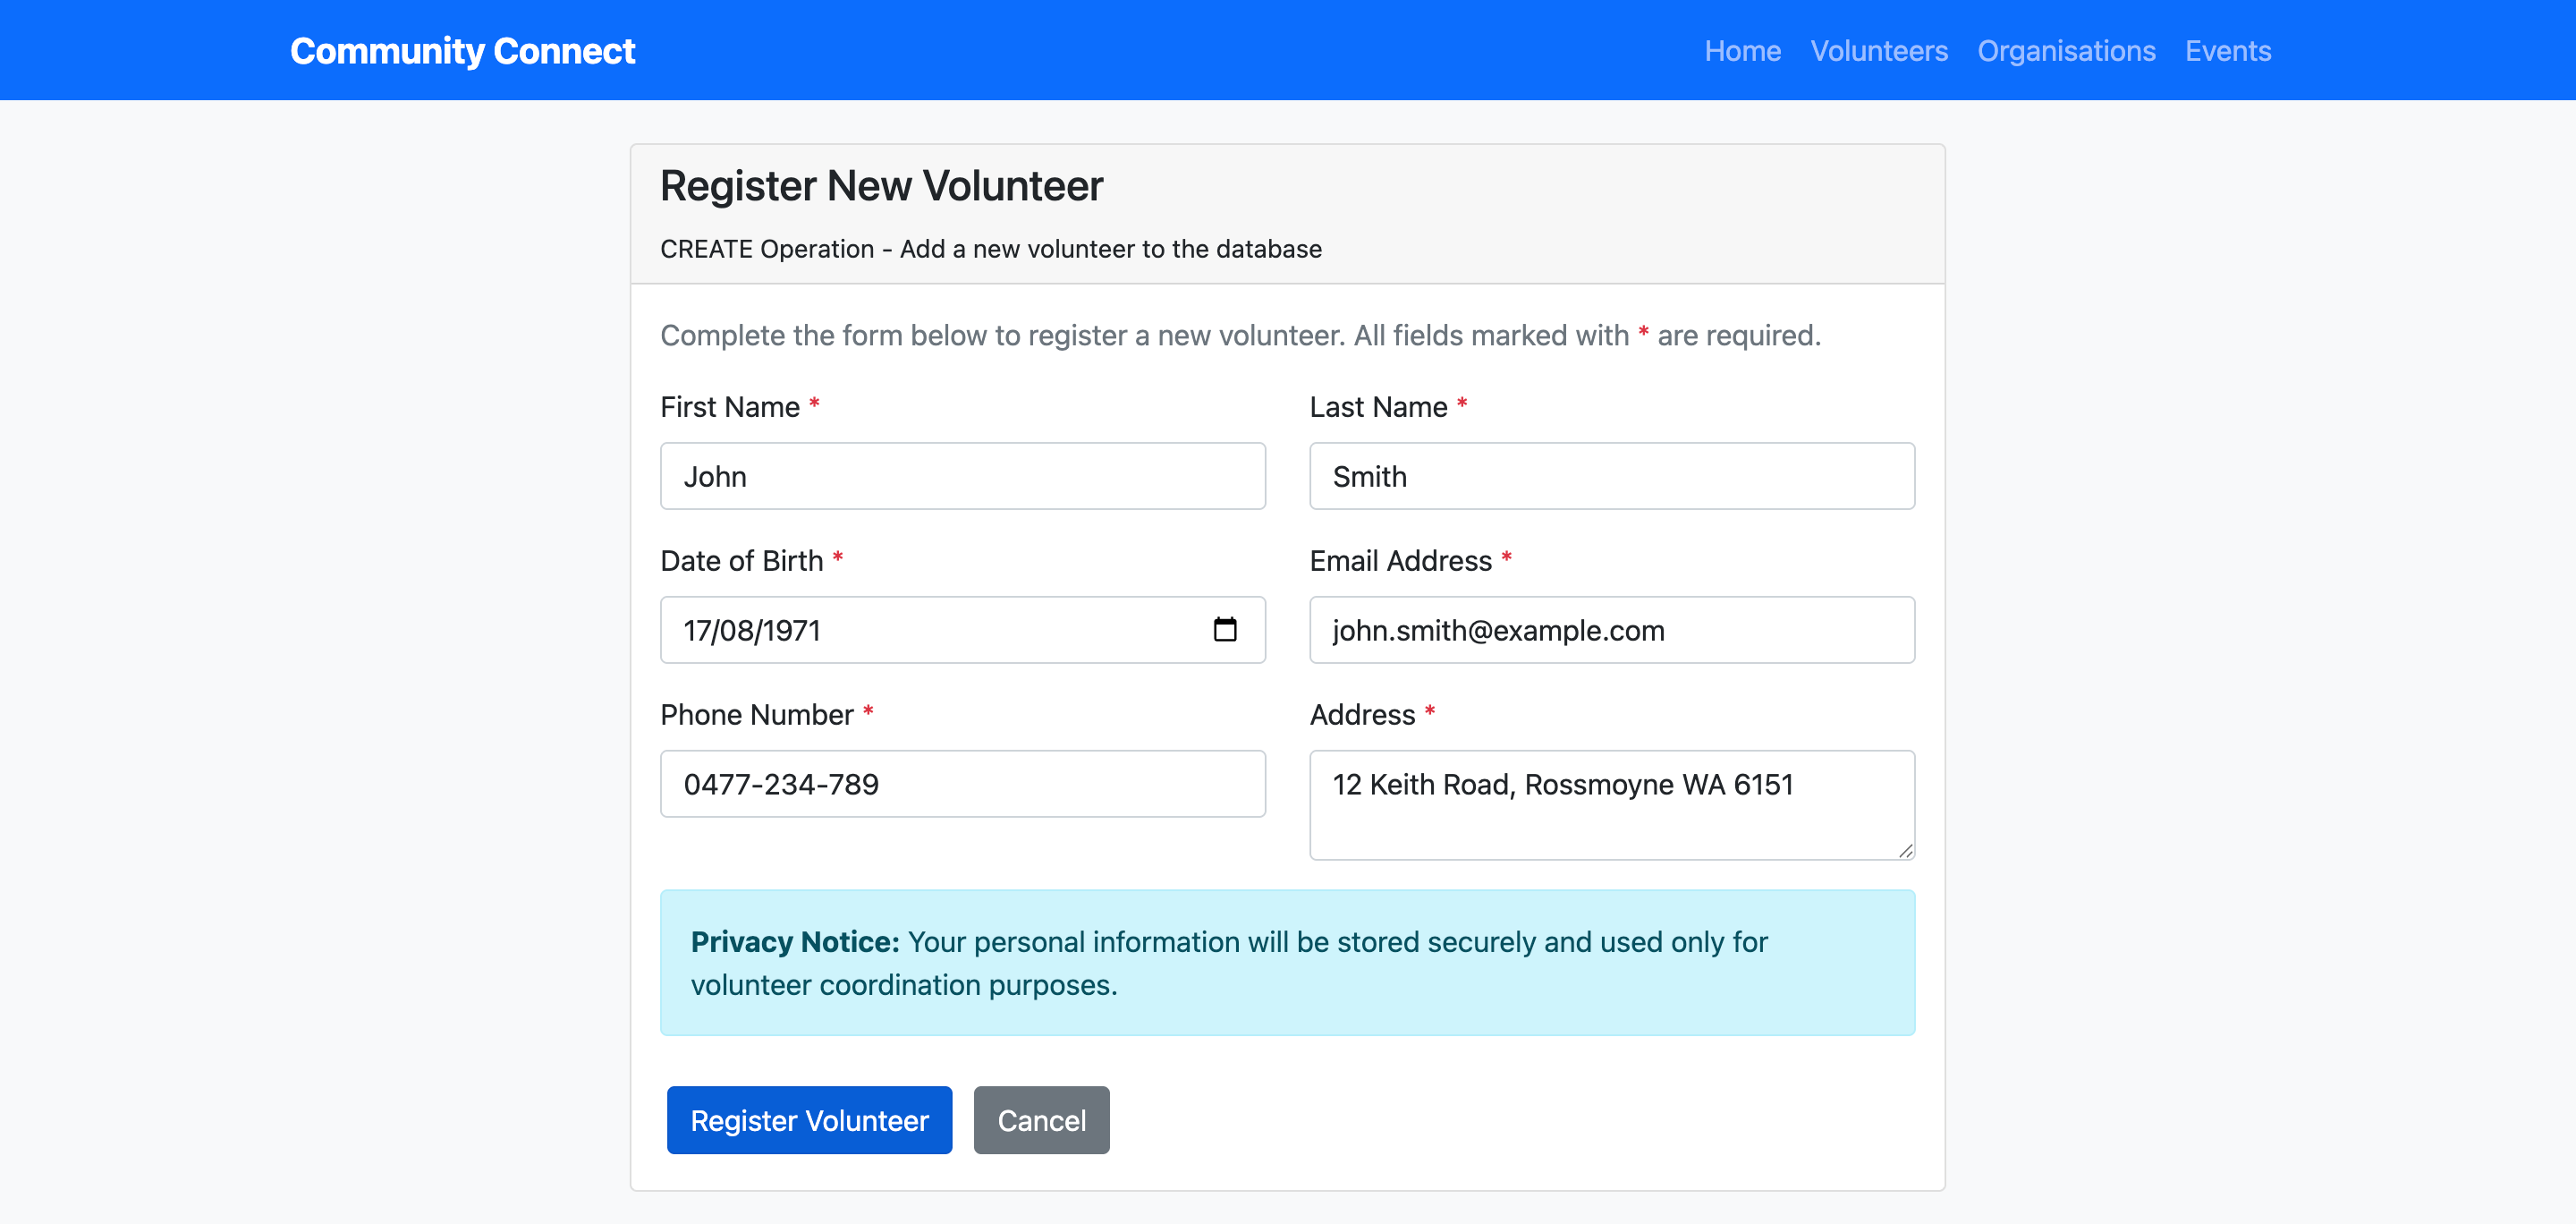 Community Connect
Home Volunteers Organisations Events
Register New Volunteer
CREATE Operation - Add a new volunteer to the database
Complete the form below to register a new volunteer. All fields marked with * are required.
First Name * Last Name *
John Smith
Date of Birth * Email Address *
17/08/1971 john.smith@example.com
Phone Number * Address *
0477-234-789 12 Keith Road, Rossmoyne WA 6151
Privacy Notice: Your personal information will be stored securely and used only for
volunteer coordination purposes.
Register Volunteer Cancel